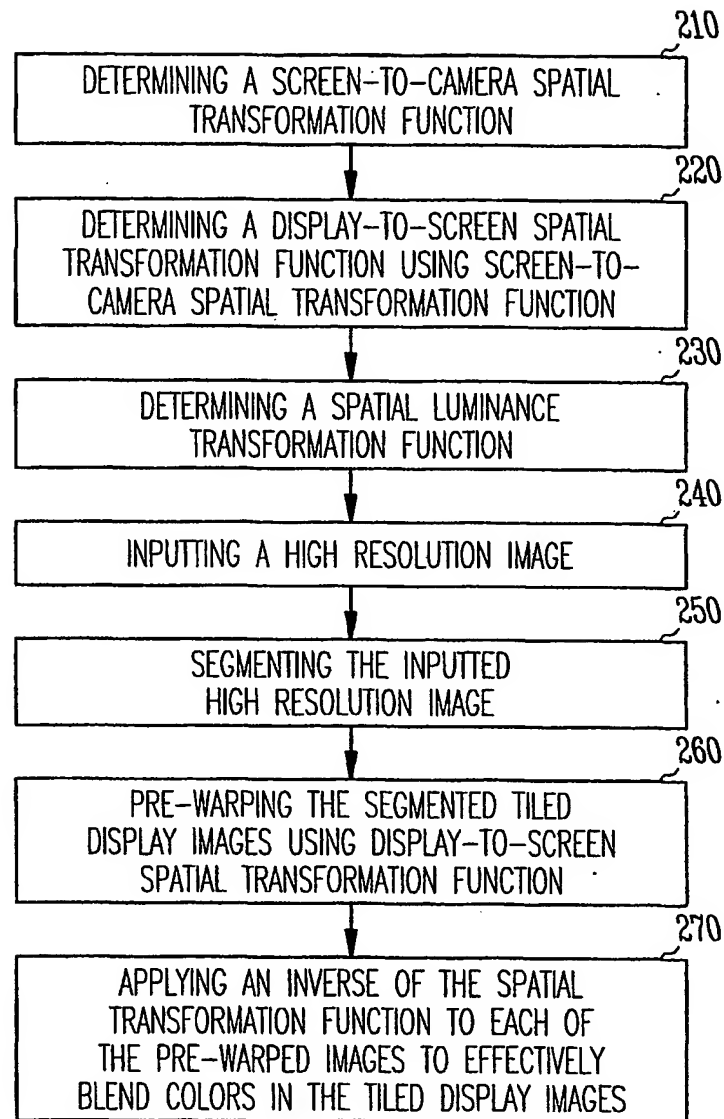 210
DETERMINING A SCREEN-TO-CAMERA SPATIAL
TRANSFORMATION FUNCTION
220
DETERMINING A DISPLAY-TO-SCREEN SPATIAL
TRANSFORMATION FUNCTION USING SCREEN-TO-
CAMERA SPATIAL TRANSFORMATION FUNCTION
230
DETERMINING A SPATIAL LUMINANCE
TRANSFORMATION FUNCTION
240
INPUTTING A HIGH RESOLUTION IMAGE
250
SEGMENTING THE INPUTTED
HIGH RESOLUTION IMAGE
260
PRE-WARPING THE SEGMENTED TILED
DISPLAY IMAGES USING DISPLAY-TO-SCREEN
SPATIAL TRANSFORMATION FUNCTION
270
APPLYING AN INVERSE OF THE SPATIAL
TRANSFORMATION FUNCTION TO EACH OF
THE PRE-WARPED IMAGES TO EFFECTIVELY
BLEND COLORS IN THE TILED DISPLAY IMAGES